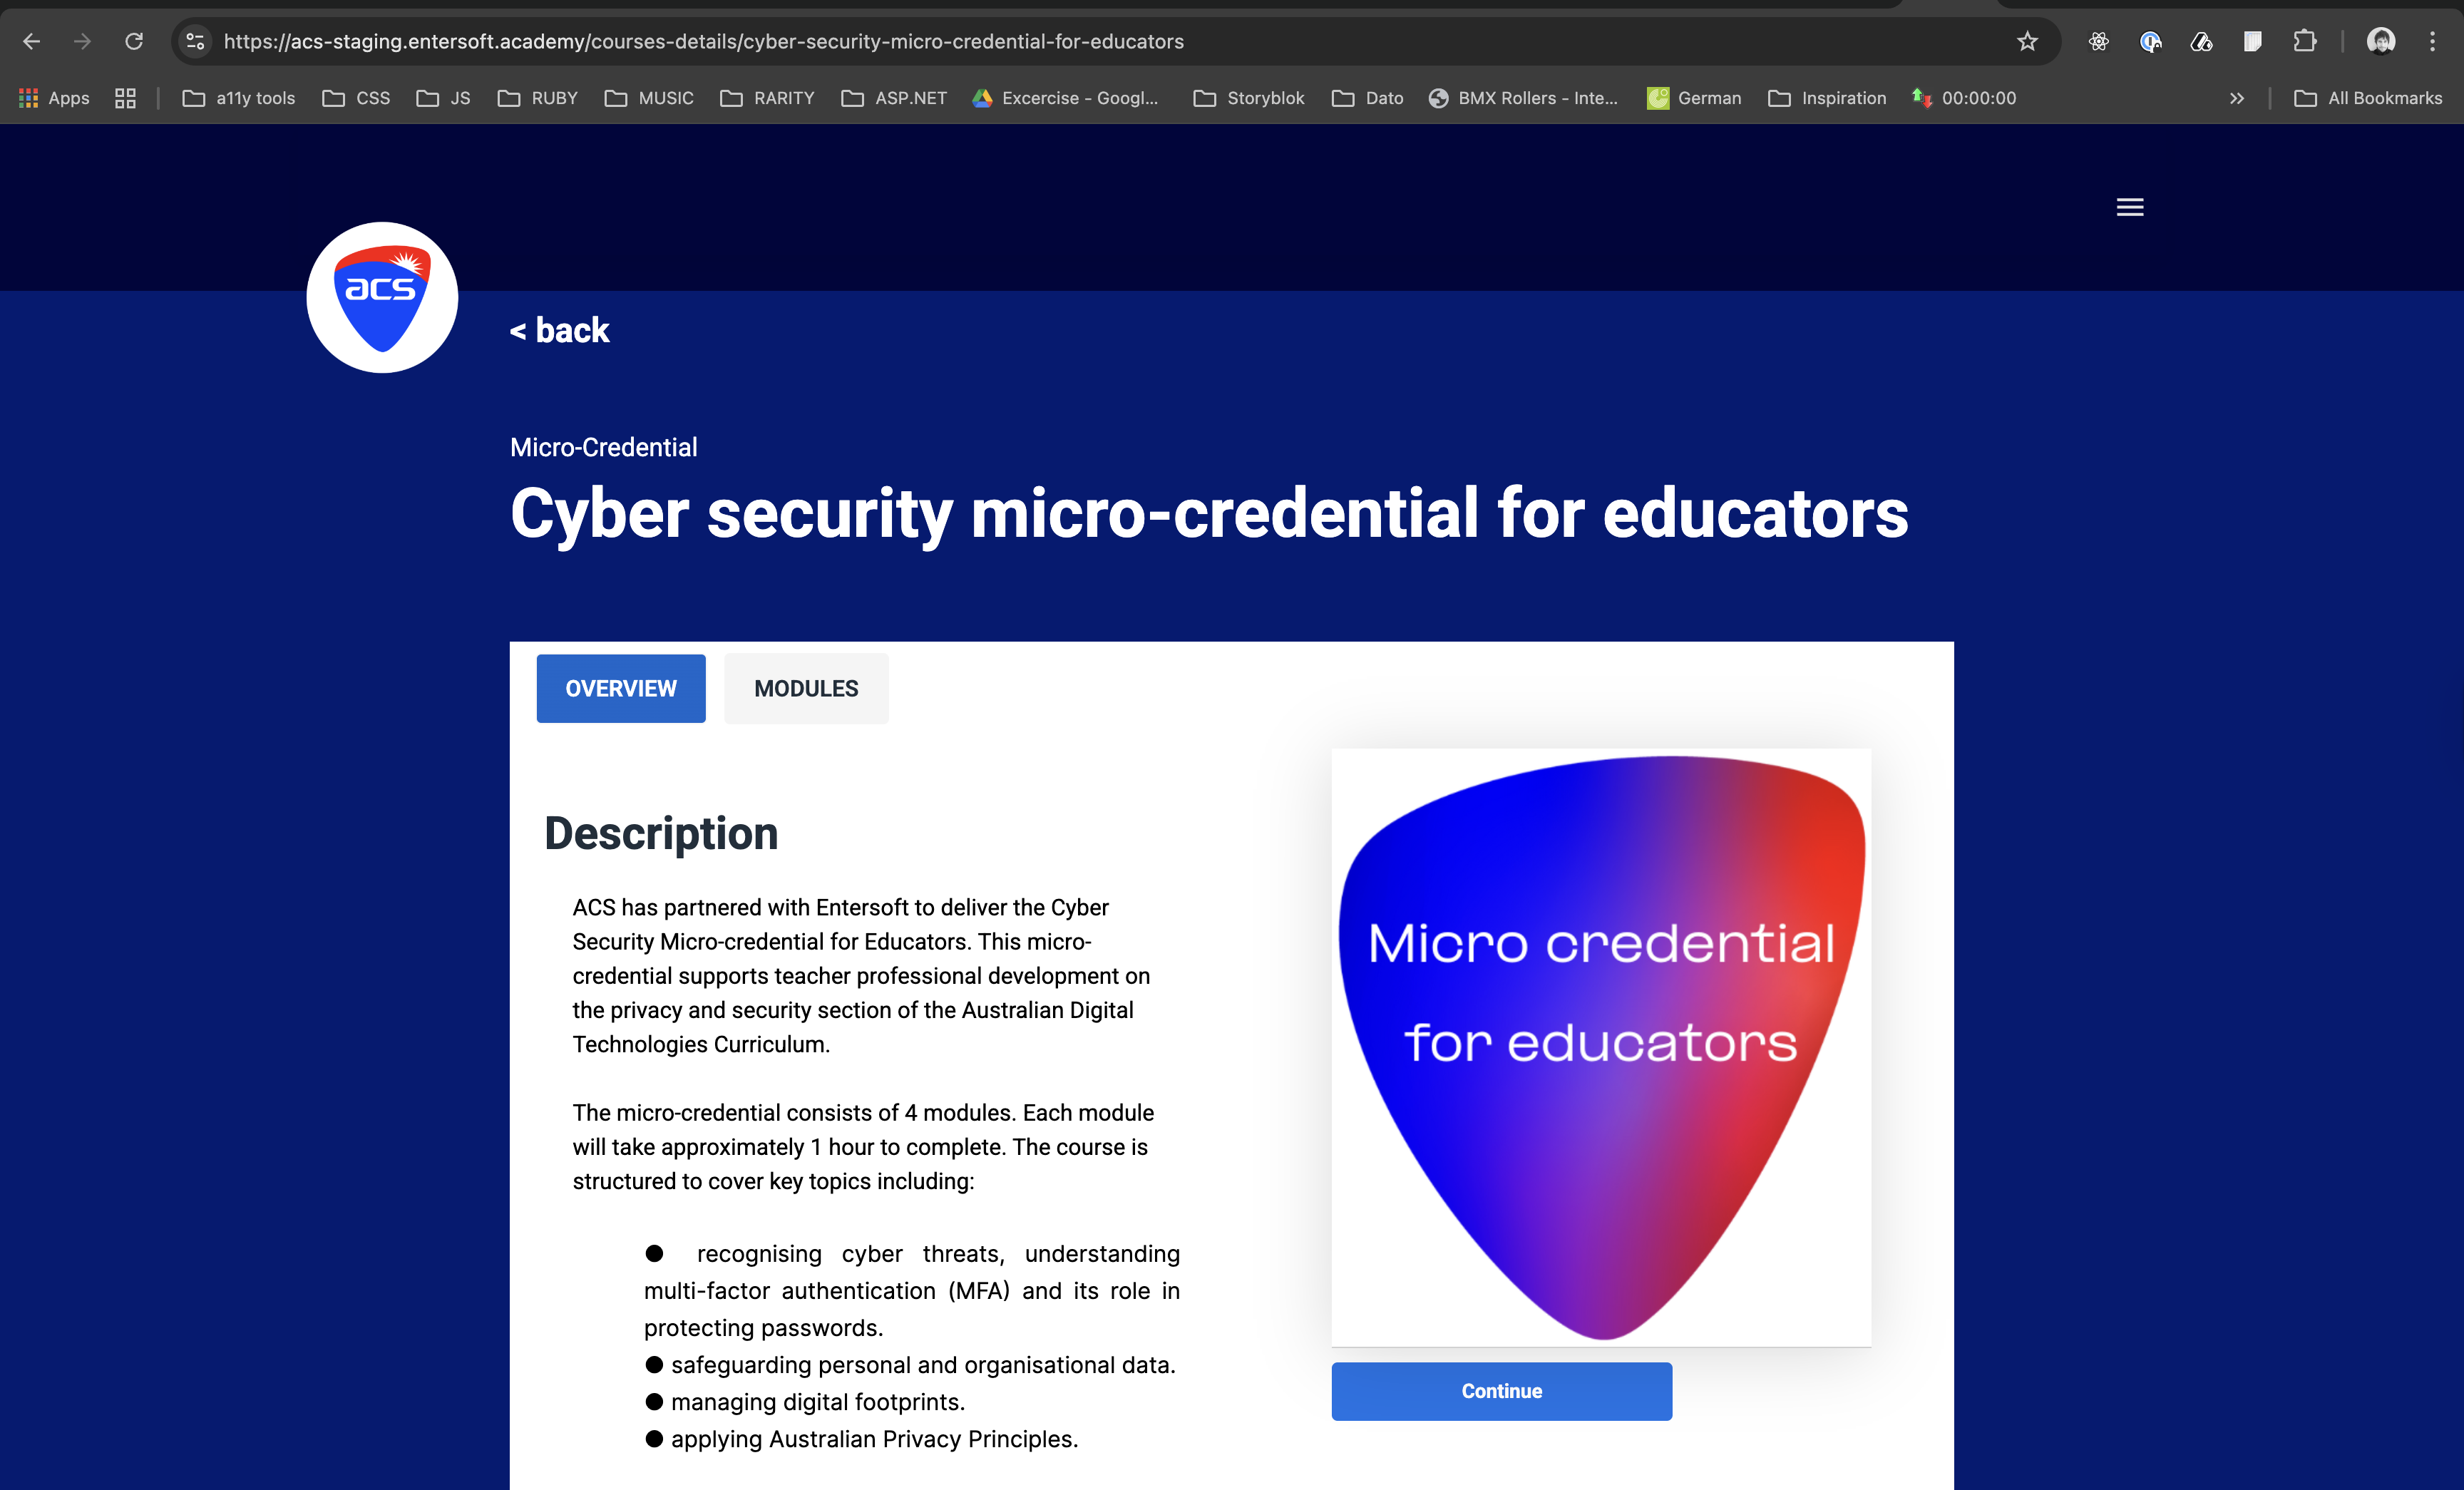 https://acs-staging.entersoft.academy/courses-details/cyber-security-micro-credential-for-educators
Apps
a11y tools
CSS
JS
RUBY
MUSIC
RARITY
ASP.NET
Excercise - Googl...
Storyblok
Dato
BMX Rollers - Inte...
German
Inspiration
00:00:00
»
All Bookmarks
acs
< back
Micro-Credential
Cyber security micro-credential for educators
OVERVIEW
MODULES
Description
ACS has partnered with Entersoft to deliver the Cyber
Security Micro-credential for Educators. This micro-
credential supports teacher professional development on
the privacy and security section of the Australian Digital
Technologies Curriculum.
The micro-credential consists of 4 modules. Each module
will take approximately 1 hour to complete. The course is
structured to cover key topics including:
● recognising cyber threats, understanding
multi-factor authentication (MFA) and its role in
protecting passwords.
● safeguarding personal and organisational data.
● managing digital footprints.
● applying Australian Privacy Principles.
Micro credential
for educators
Continue